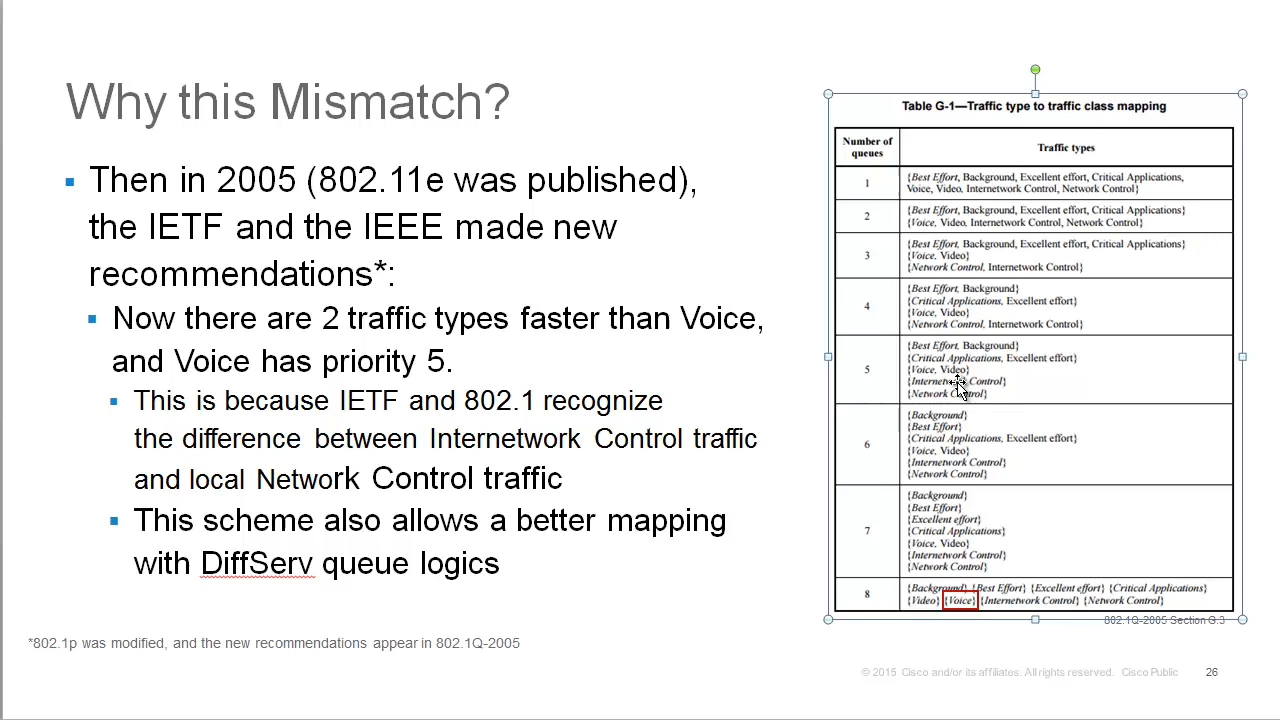 Why this Mismatch?
Then in 2005 (802.11e was published),
the IETF and the IEEE made new
recommendations*:
Now there are 2 traffic types faster than Voice,
and Voice has priority 5.
This is because IETF and 802.1 recognize
the difference between Internetwork Control traffic
and local Network Control traffic
This scheme also allows a better mapping
with DiffServ queue logics
*802.1p was modified, and the new recommendations appear in 802.1Q-2005
Table G-1—Traffic type to traffic class mapping
Number of
queues
Traffic types
1
{Best Effort, Background, Excellent effort, Critical Applications,
Voice, Video, Internetwork Control, Network Control}
2
{Best Effort, Background, Excellent effort, Critical Applications}
{Voice, Video, Internetwork Control, Network Control}
3
{Best Effort, Background, Excellent effort, Critical Applications}
{Voice, Video}
{Network Control, Internetwork Control}
4
{Best Effort, Background}
{Critical Applications, Excellent effort}
{Voice, Video}
{Network Control, Internetwork Control}
5
{Best Effort, Background}
{Critical Applications, Excellent effort}
{Voice, Video}
{Internetwork Control}
{Network Control}
6
{Background}
{Best Effort}
{Critical Applications, Excellent effort}
{Voice, Video}
{Internetwork Control}
{Network Control}
7
{Background}
{Best Effort}
{Excellent effort}
{Critical Applications}
{Voice, Video}
{Internetwork Control}
{Network Control}
8
{Background} {Best Effort} {Excellent effort} {Critical Applications}
{Video} {Voice} {Internetwork Control} {Network Control}
802.1Q-2005 Section G.3
© 2015 Cisco and/or its affiliates. All rights reserved. Cisco Public 26